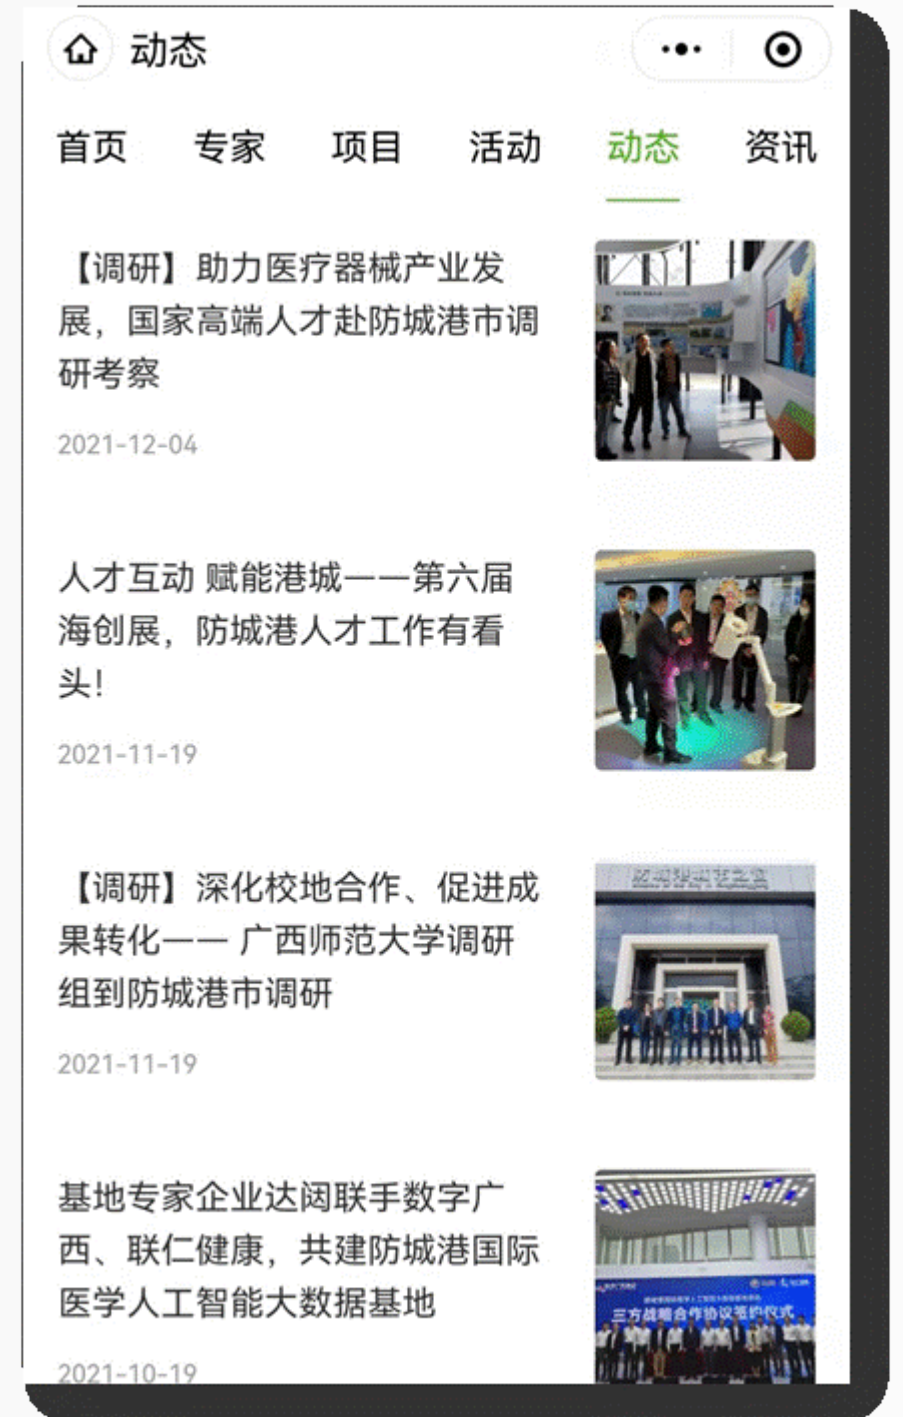 动态
首页 专家 项目 活动 动态 资讯
【调研】助力医疗器械产业发
展，国家高端人才赴防城港市调
研考察
2021-12-04
人才互动 赋能港城——第六届
海创展，防城港人才工作有看
头！
2021-11-19
【调研】深化校地合作、促进成
果转化—— 广西师范大学调研
组到防城港市调研
2021-11-19
基地专家企业达闼联手数字广
西、联仁健康，共建防城港国际
医学人工智能大数据基地
三方战略合作协议签约仪式
2021-10-19